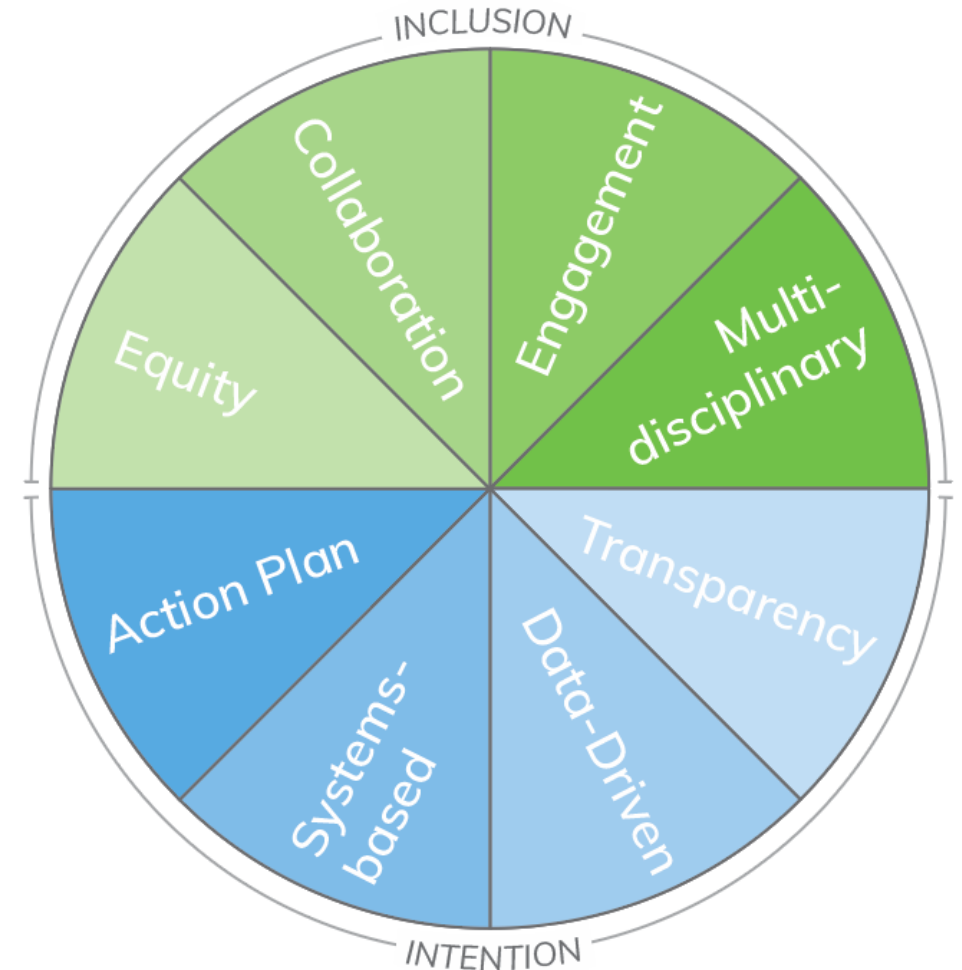 INCLUSION
Collaboration
Engagement
Equity
Multi-
disciplinary
Action Plan
Transparency
Systems-
based
Data-Driven
INTENTION